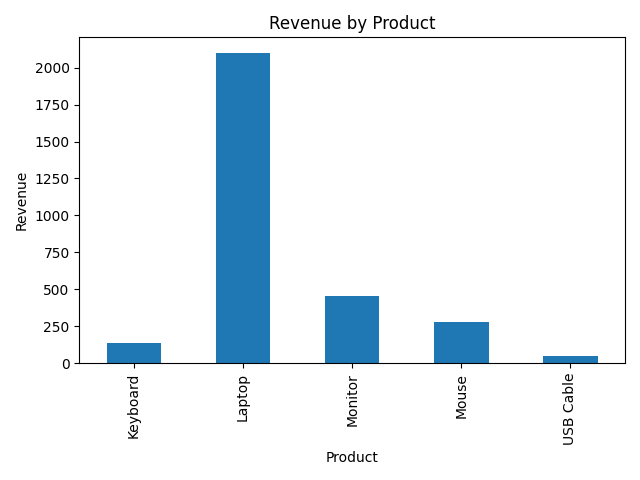 Revenue by Product
Revenue
2000
1750
1500
1250
1000
750
500
250
0
Keyboard
Laptop
Monitor
Mouse
USB Cable
Product